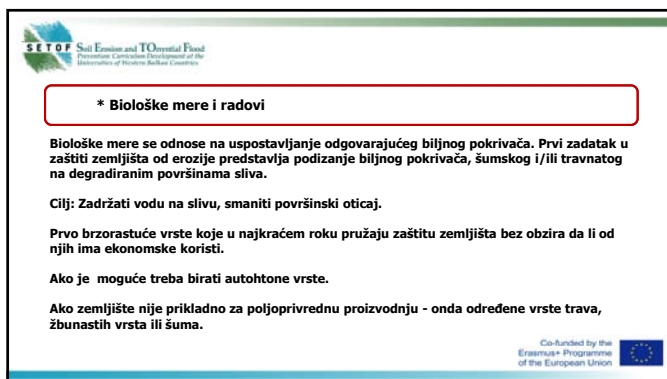 SETOF Soil Erosion and TOrrential Flood
Prevention Curriculum Development at the
Universities of Western Balkan Countries
* Biološke mere i radovi
Biološke mere se odnose na uspostavljanje odgovarajućeg biljnog pokrivača. Prvi zadatak u
zaštiti zemljišta od erozije predstavlja podizanje biljnog pokrivača, šumskog i/ili travnatog
na degradiranim površinama sliva.
Cilj: Zadržati vodu na slivu, smaniti površinski oticaj.
Prvo brzorastuće vrste koje u najkraćem roku pružaju zaštitu zemljišta bez obzira da li od
njih ima ekonomske koristi.
Ako je moguće treba birati autohtone vrste.
Ako zemljište nije prikladno za poljoprivrednu proizvodnju - onda određene vrste trava,
žbunastih vrsta ili šuma.
Co-funded by the
Erasmus+ Programme
of the European Union